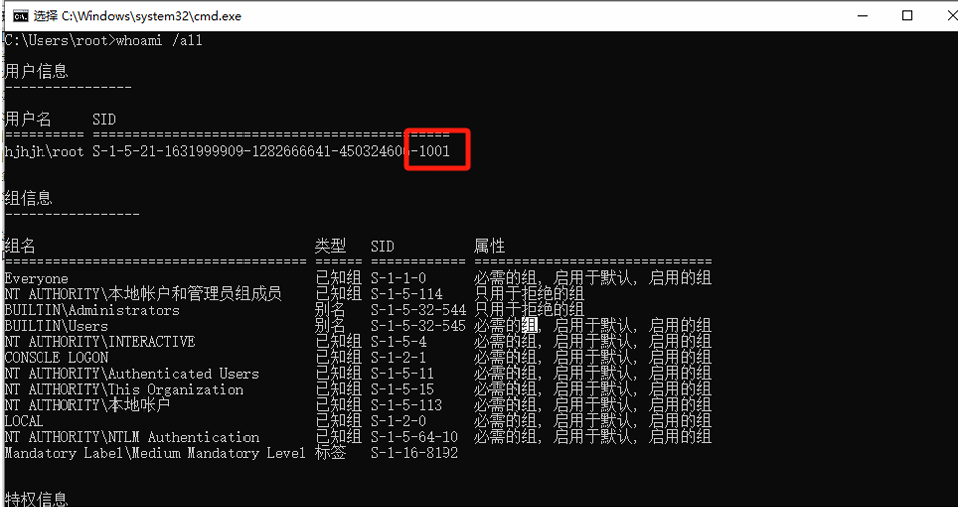 选择 C:\Windows\system32\cmd.exe
C:\Users\root>whoami /all
用户信息
----------------
用户名 SID
========== =============================================
hjhjh\root S-1-5-21-1631999909-1282666641-450324606-1001
组信息
-----------------
组名 类型 SID 属性
====================================== ====== ============ ==============================
Everyone 已知组 S-1-1-0 必需的组, 启用于默认, 启用的组
NT AUTHORITY\本地帐户和管理员组成员 已知组 S-1-5-114 只用于拒绝的组
BUILTIN\Administrators 别名 S-1-5-32-544 只用于拒绝的组
BUILTIN\Users 别名 S-1-5-32-545 必需的组, 启用于默认, 启用的组
NT AUTHORITY\INTERACTIVE 已知组 S-1-5-4 必需的组, 启用于默认, 启用的组
CONSOLE LOGON 已知组 S-1-2-1 必需的组, 启用于默认, 启用的组
NT AUTHORITY\Authenticated Users 已知组 S-1-5-11 必需的组, 启用于默认, 启用的组
NT AUTHORITY\This Organization 已知组 S-1-5-15 必需的组, 启用于默认, 启用的组
NT AUTHORITY\本地帐户 已知组 S-1-5-113 必需的组, 启用于默认, 启用的组
LOCAL 已知组 S-1-2-0 必需的组, 启用于默认, 启用的组
NT AUTHORITY\NTLM Authentication 已知组 S-1-5-64-10 必需的组, 启用于默认, 启用的组
Mandatory Label\Medium Mandatory Level 标签 S-1-16-8192
特权信息